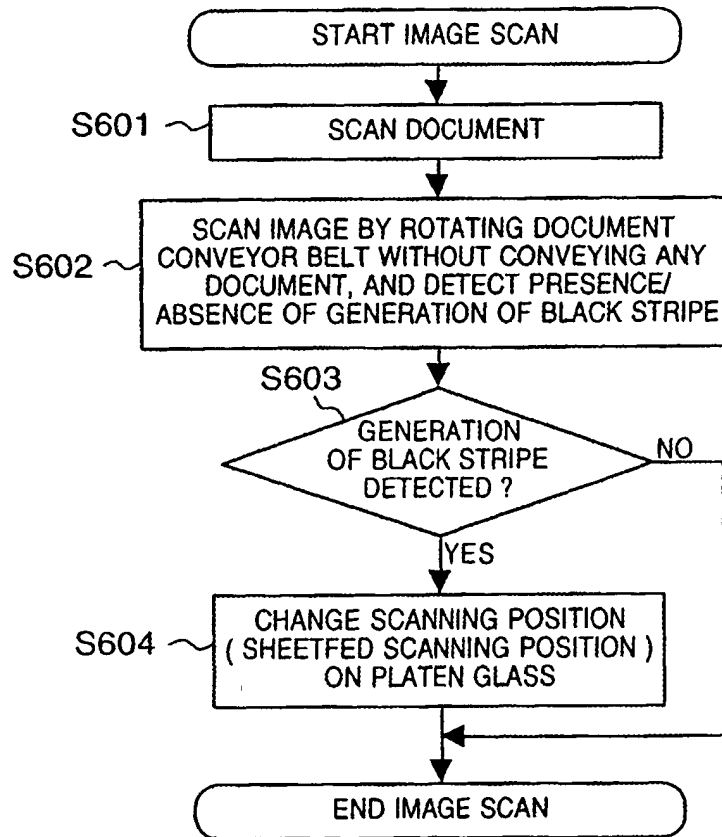 START IMAGE SCAN
S601
SCAN DOCUMENT
S602
SCAN IMAGE BY ROTATING DOCUMENT
CONVEYOR BELT WITHOUT CONVEYING ANY
DOCUMENT, AND DETECT PRESENCE/
ABSENCE OF GENERATION OF BLACK STRIPE
S603
GENERATION
OF BLACK STRIPE
DETECTED ?
NO
YES
S604
CHANGE SCANNING POSITION
( SHEETFED SCANNING POSITION )
ON PLATEN GLASS
END IMAGE SCAN